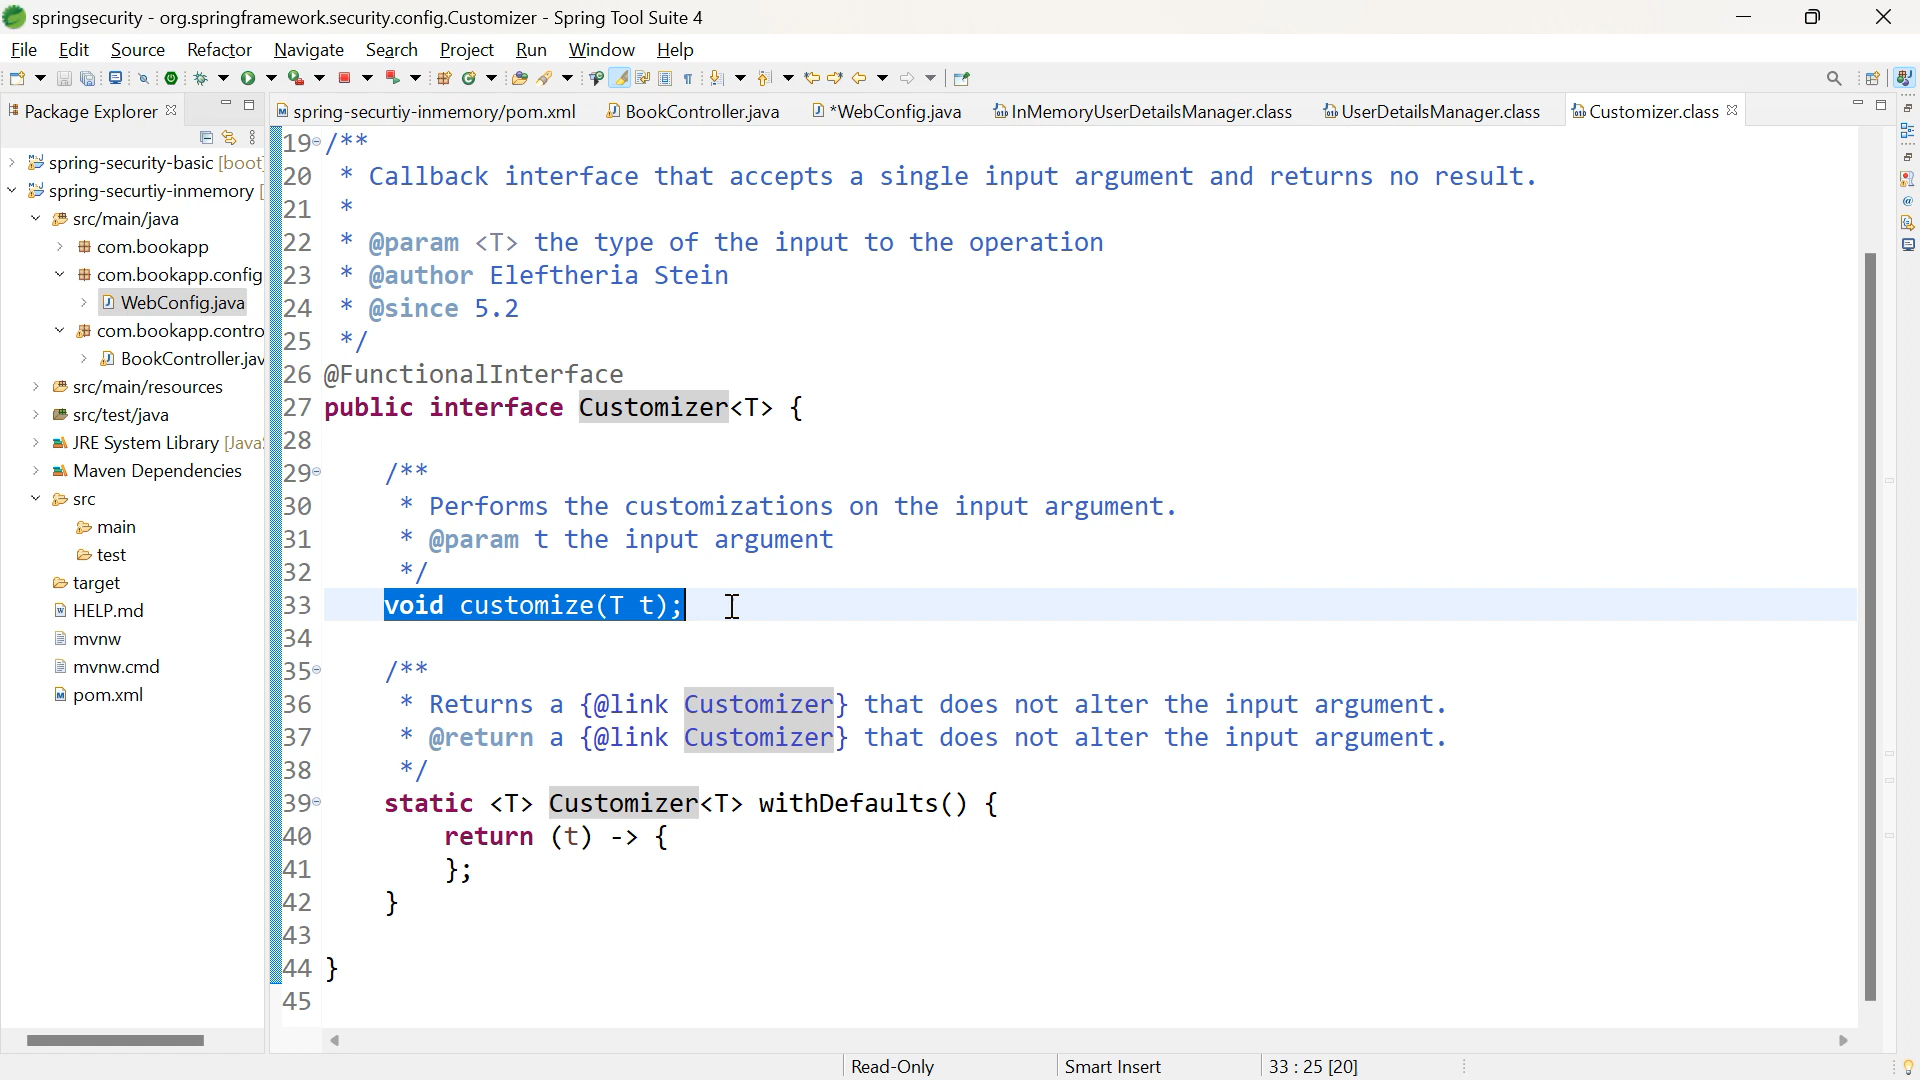 springsecurity - org.springframework.security.config.Customizer - Spring Tool Suite 4
File Edit Source Refactor Navigate Search Project Run Window Help
Package Explorer
spring-securtiy-inmemory/pom.xml BookController.java *WebConfig.java InMemoryUserDetailsManager.class UserDetailsManager.class Customizer.class
spring-security-basic [boot]
spring-securtiy-inmemory [
src/main/java
com.bookapp
com.bookapp.config
WebConfig.java
com.bookapp.contro
BookController.jav
src/main/resources
src/test/java
JRE System Library [Java
Maven Dependencies
src
main
test
target
HELP.md
mvnw
mvnw.cmd
pom.xml
19 /**
20 * Callback interface that accepts a single input argument and returns no result.
21 *
22 * @param <T> the type of the input to the operation
23 * @author Eleftheria Stein
24 * @since 5.2
25 */
26 @FunctionalInterface
27 public interface Customizer<T> {
28
29 /**
30 * Performs the customizations on the input argument.
31 * @param t the input argument
32 */
33 void customize(T t);
34
35 /**
36 * Returns a {@link Customizer} that does not alter the input argument.
37 * @return a {@link Customizer} that does not alter the input argument.
38 */
39 static <T> Customizer<T> withDefaults() {
40 return (t) -> {
41 };
42 }
43
44 }
45
Read-Only Smart Insert 33 : 25 [20]